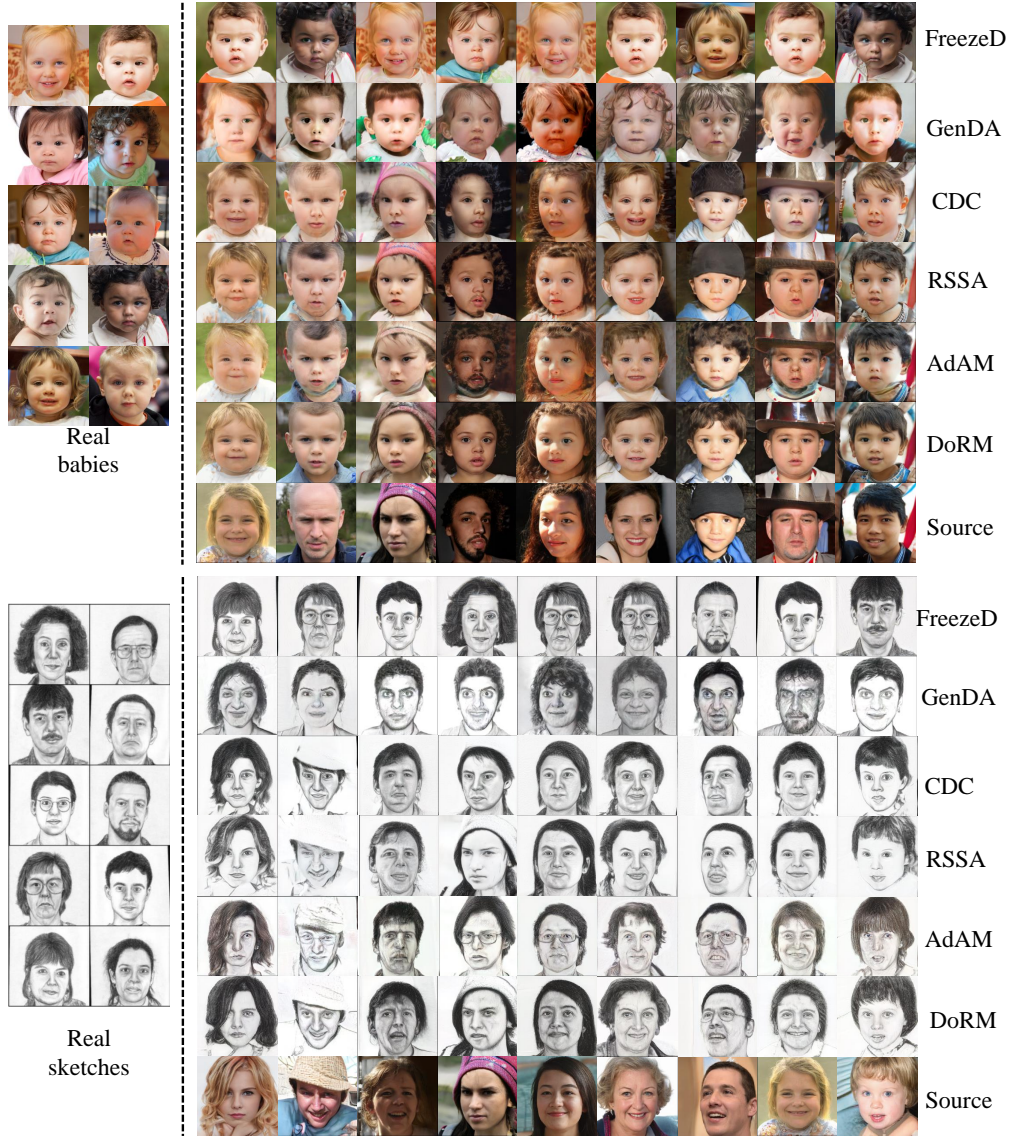 FreezeD
GenDA
CDC
RSSA
AdAM
DoRM
Source
Real
babies
FreezeD
GenDA
CDC
RSSA
AdAM
DoRM
Source
Real
sketches